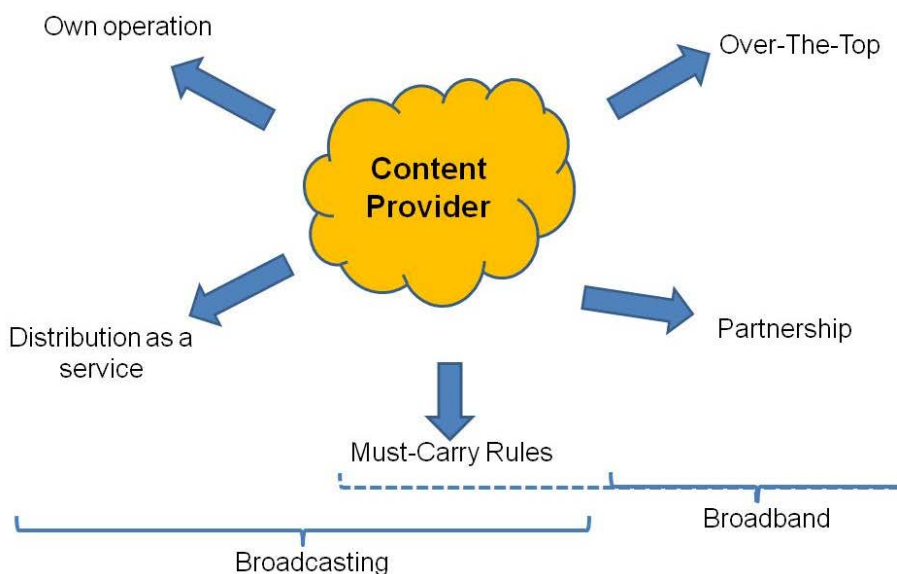 Own operation
Over-The-Top
Content
Provider
Distribution as a
service
Partnership
Must-Carry Rules
Broadband
Broadcasting